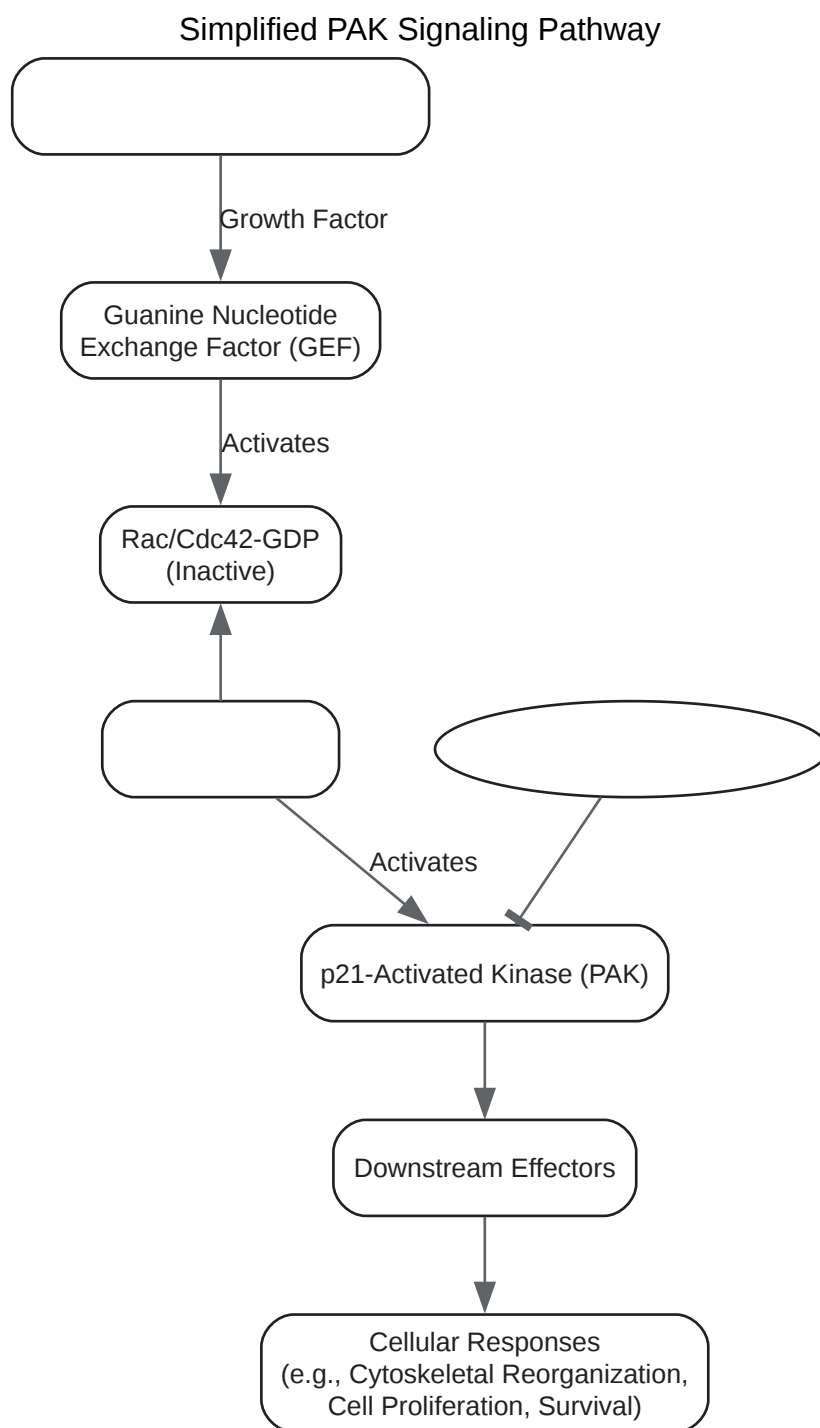 Simplified PAK Signaling Pathway
Growth Factor
Guanine Nucleotide
Exchange Factor (GEF)
Activates
Rac/Cdc42-GDP
(Inactive)
Activates
p21-Activated Kinase (PAK)
Downstream Effectors
Cellular Responses
(e.g., Cytoskeletal Reorganization,
Cell Proliferation, Survival)